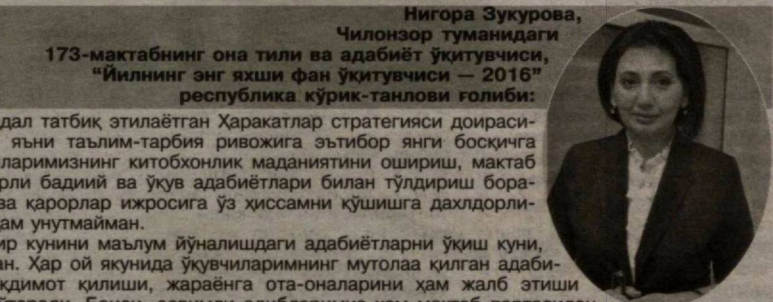 Нигора Зукурова,
Чилонзор туманидаги
173-мактабнинг она тили ва адабиёт ўқитувчиси,
“Йилнинг энг яхши фан ўқитувчиси — 2016”
республика кўрик-танлови ғолиби:
дал татбиқ этилаётган Ҳаракатлар стратегияси доираси-
яъни таълим-тарбия ривожига эътибор янги босқичга
ларимизнинг китобхонлик маданиятини ошириш, мактаб
рли бадиий ва ўқув адабиётлари билан тўлдириш бора-
ва қарорлар ижросига ўз ҳиссамни қўшишга дахлдорли-
ҳам унутмайман.
ир кунини маълум йўналишдаги адабиётларни ўқиш куни,
ан. Ҳар ой якунида ўқувчиларимнинг мутолаа қилган адаби-
қдимот қилиши, жараёнга ота-оналарини ҳам жалб этиши